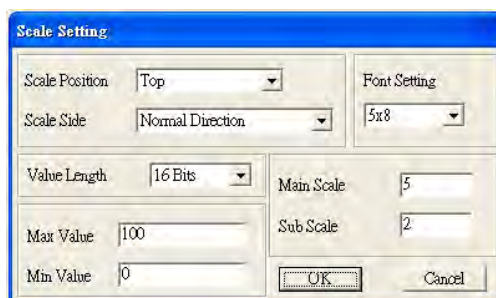 Scale Setting
Scale Position Top
Scale Side Normal Direction
Font Setting
5x8
Value Length 16 Bits
Max Value 100
Min Value 0
Main Scale 5
Sub Scale 2
OK Cancel